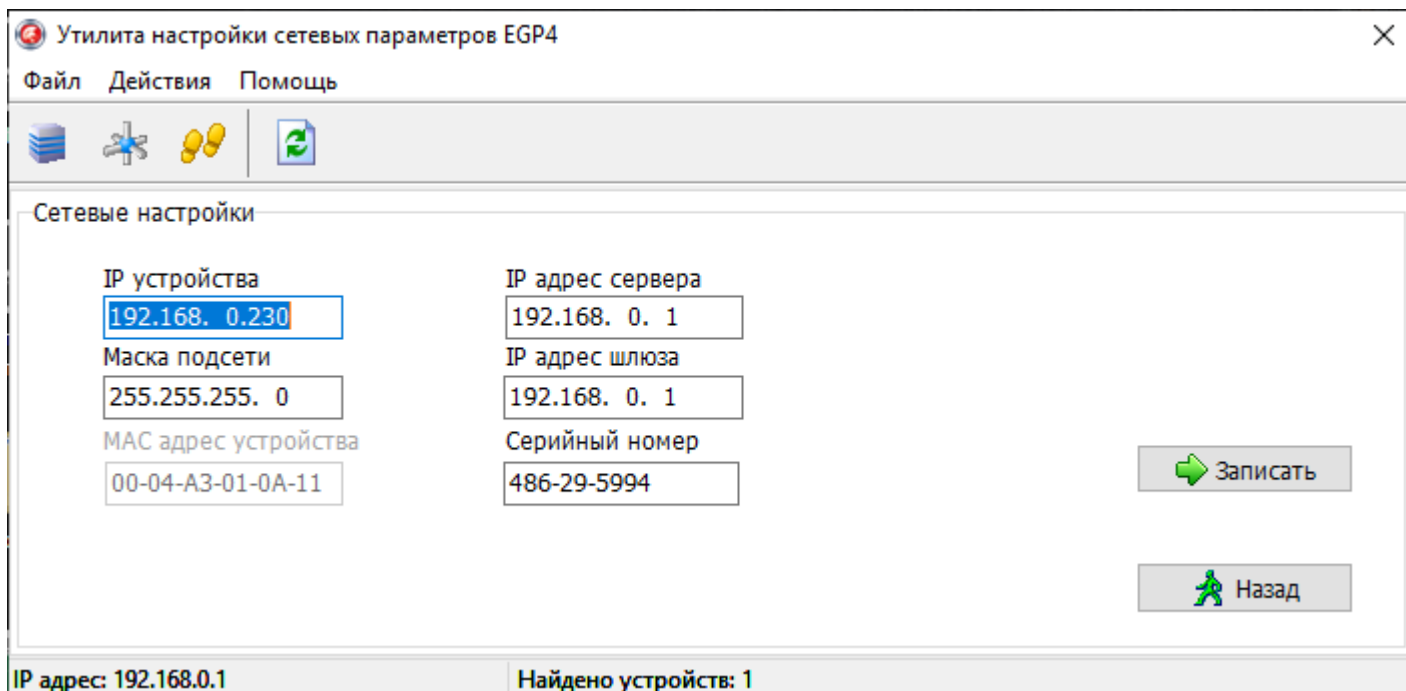 Утилита настройки сетевых параметров EGP4
Файл Действия Помощь
Сетевые настройки
IP устройства
192.168. 0.230
IP адрес сервера
192.168. 0. 1
Маска подсети
255.255.255. 0
IP адрес шлюза
192.168. 0. 1
MAC адрес устройства
00-04-A3-01-0A-11
Серийный номер
486-29-5994
Записать
Назад
IP адрес: 192.168.0.1
Найдено устройств: 1